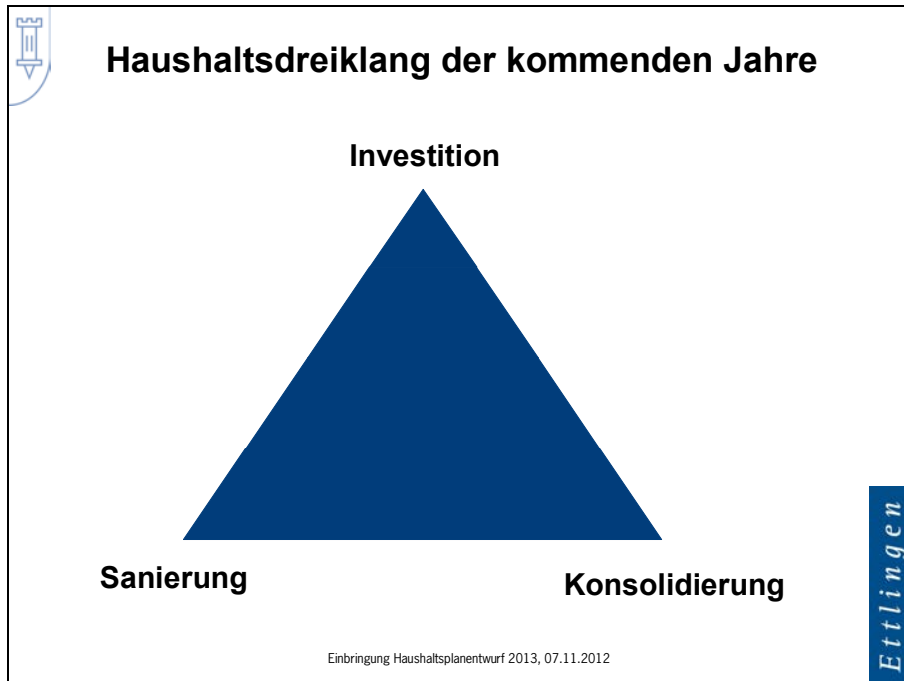 Haushaltsdreiklang der kommenden Jahre
Investition
Sanierung
Konsolidierung
Einbringung Haushaltsplanentwurf 2013, 07.11.2012
Ettlingen